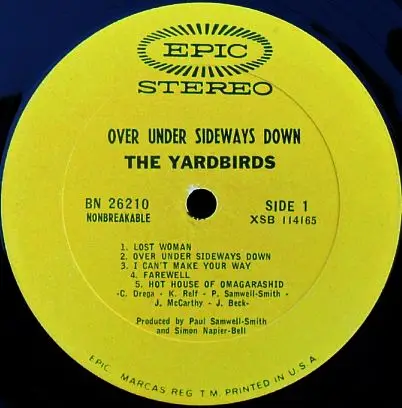 EPIC
STEREO
OVER UNDER SIDEWAYS DOWN
THE YARDBIRDS
BN 26210
NONBREAKABLE
SIDE 1
XSB 114165
1. LOST WOMAN
2. OVER UNDER SIDEWAYS DOWN
3. I CAN'T MAKE YOUR WAY
4. FAREWELL
5. HOT HOUSE OF OMAGARASHID
-C. Drega - K. Relf - P. Samwell-Smith -
J. McCarthy - J. Beck-
Produced by Paul Samwell-Smith
and Simon Napier-Bell
EPIC. MARCAS REG T.M. PRINTED IN U.S.A.